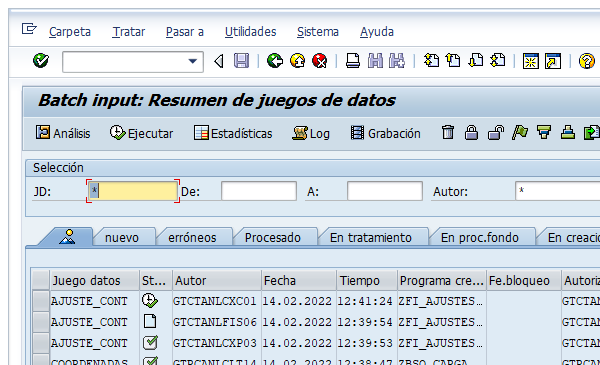 Carpeta Tratar Pasar a Utilidades Sistema Ayuda
Batch input: Resumen de juegos de datos
Análisis Ejecutar Estadísticas Log Grabación
Selección
JD: * De: A: Autor: *
nuevo erróneos Procesado En tratamiento En proc.fondo En creació
Juego datos St... Autor Fecha Tiempo Programa cre... Fe.bloqueo Autoriz
AJUSTE_CONT GTCTANLCXC01 14.02.2022 12:41:24 ZFI_AJUSTES... GTCTAN
AJUSTE_CONT GTCTANLFIS06 14.02.2022 12:39:54 ZFI_AJUSTES... GTCTAN
AJUSTE_CONT GTCTANLCXP03 14.02.2022 12:39:53 ZFI_AJUSTES... GTCTAN
COORDENADAS 14.02.2022 12:38:47 ZBSO_CARGA